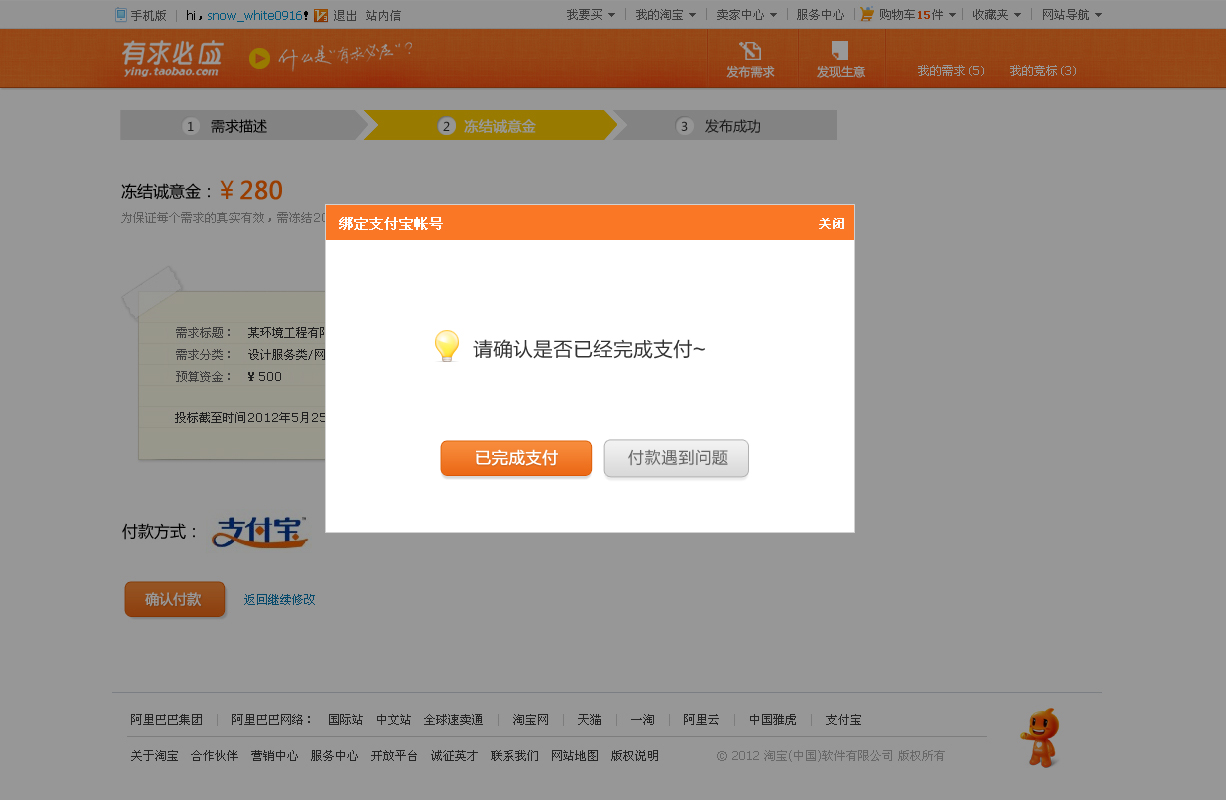 手机版 hi，snow_white0916！ 退出 站内信 我要买 我的淘宝 卖家中心 服务中心 购物车15件 收藏夹 网站导航
有求必应 什么是"有求必应"？
ying.taobao.com
发布需求 发现生意 我的需求(5) 我的竞标(3)
1 需求描述 2 冻结诚意金 3 发布成功
冻结诚意金：¥ 280
为保证每个需求的真实有效，需冻结20
绑定支付宝帐号 关闭
需求标题： 某环境工程有限
需求分类： 设计服务类/网
预算资金： ¥ 500
投标截至时间2012年5月25
请确认是否已经完成支付~
已完成支付 付款遇到问题
付款方式： 支付宝
确认付款 返回继续修改
阿里巴巴集团 阿里巴巴网络： 国际站 中文站 全球速卖通 淘宝网 天猫 一淘 阿里云 中国雅虎 支付宝
关于淘宝 合作伙伴 营销中心 服务中心 开放平台 诚征英才 联系我们 网站地图 版权说明 © 2012 淘宝(中国)软件有限公司 版权所有